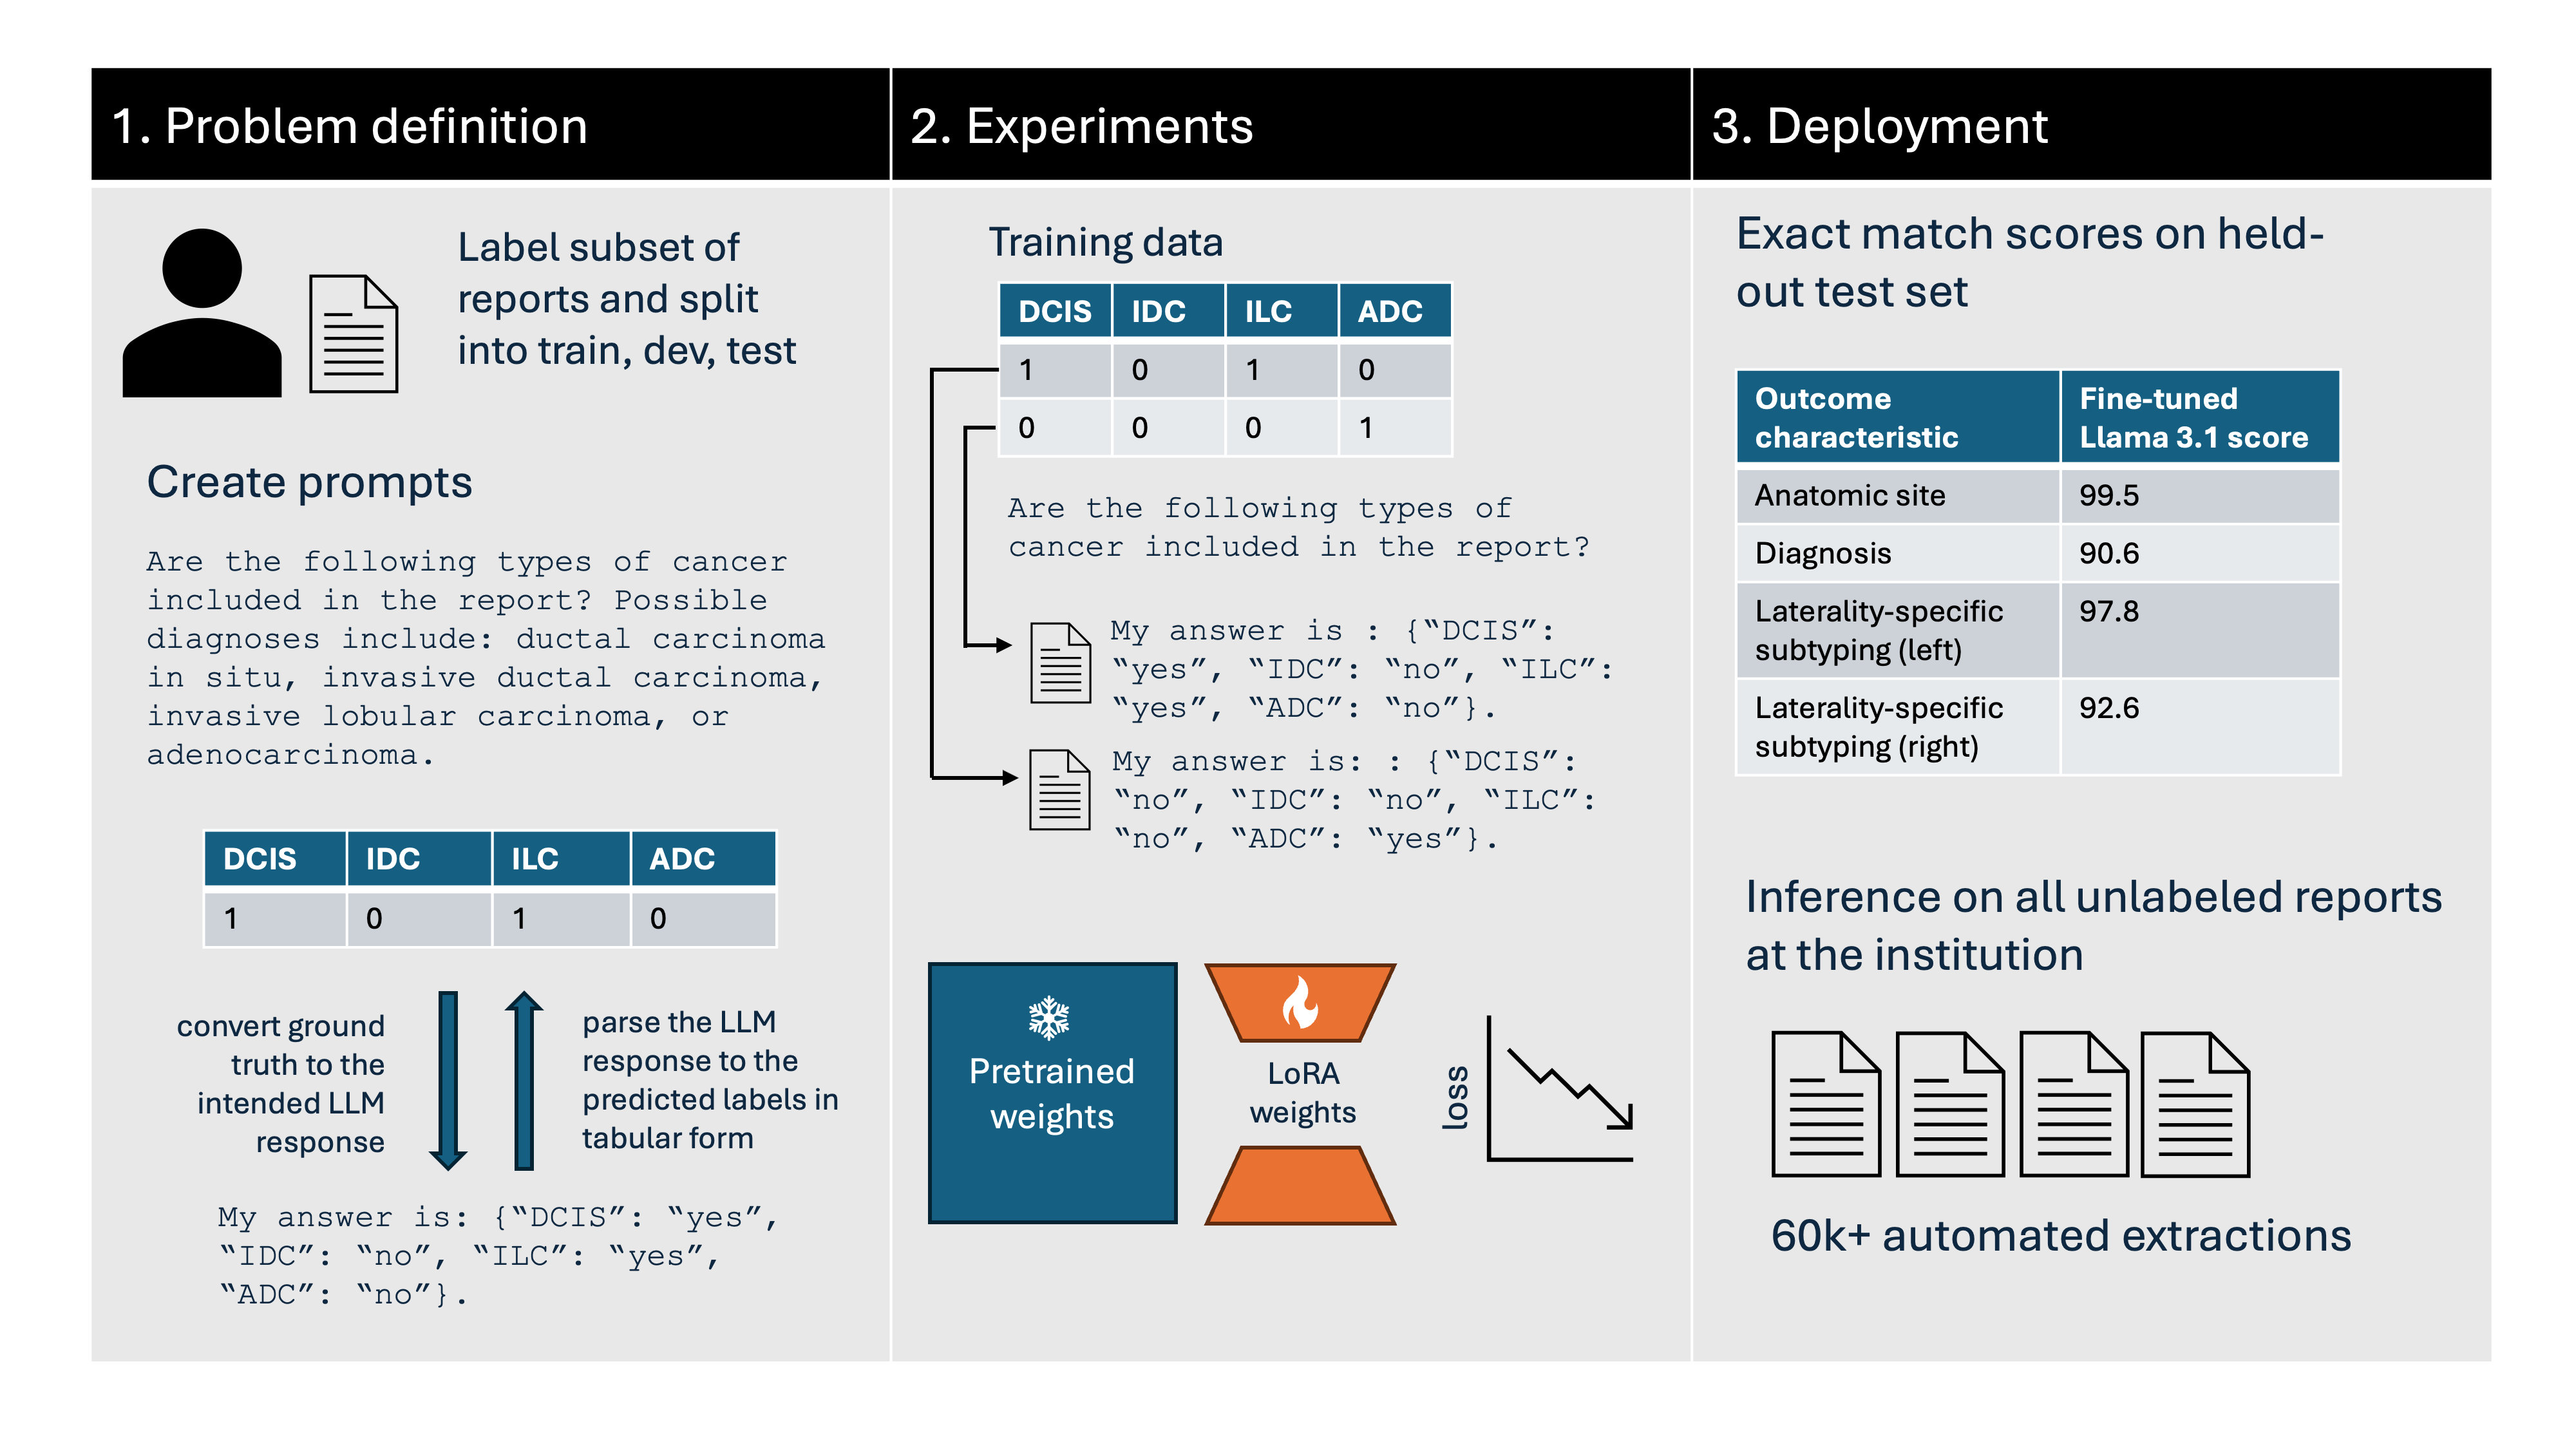 1. Problem definition
Label subset of
reports and split
into train, dev, test
Create prompts
Are the following types of cancer
included in the report? Possible
diagnoses include: ductal carcinoma
in situ, invasive ductal carcinoma,
invasive lobular carcinoma, or
adenocarcinoma.
DCIS IDC ILC ADC
1 0 1 0
convert ground
truth to the
intended LLM
response
parse the LLM
response to the
predicted labels in
tabular form
My answer is: {“DCIS”: “yes”,
“IDC”: “no”, “ILC”: “yes”,
“ADC”: “no”}.
2. Experiments
Training data
DCIS IDC ILC ADC
1 0 1 0
0 0 0 1
Are the following types of
cancer included in the report?
My answer is : {“DCIS”:
“yes”, “IDC”: “no”, “ILC”:
“yes”, “ADC”: “no”}.
My answer is: : {“DCIS”:
“no”, “IDC”: “no”, “ILC”:
“no”, “ADC”: “yes”}.
Pretrained
weights
LoRA
weights
loss
3. Deployment
Exact match scores on held-
out test set
Outcome
characteristic
Fine-tuned
Llama 3.1 score
Anatomic site 99.5
Diagnosis 90.6
Laterality-specific
subtyping (left)
97.8
Laterality-specific
subtyping (right)
92.6
Inference on all unlabeled reports
at the institution
60k+ automated extractions